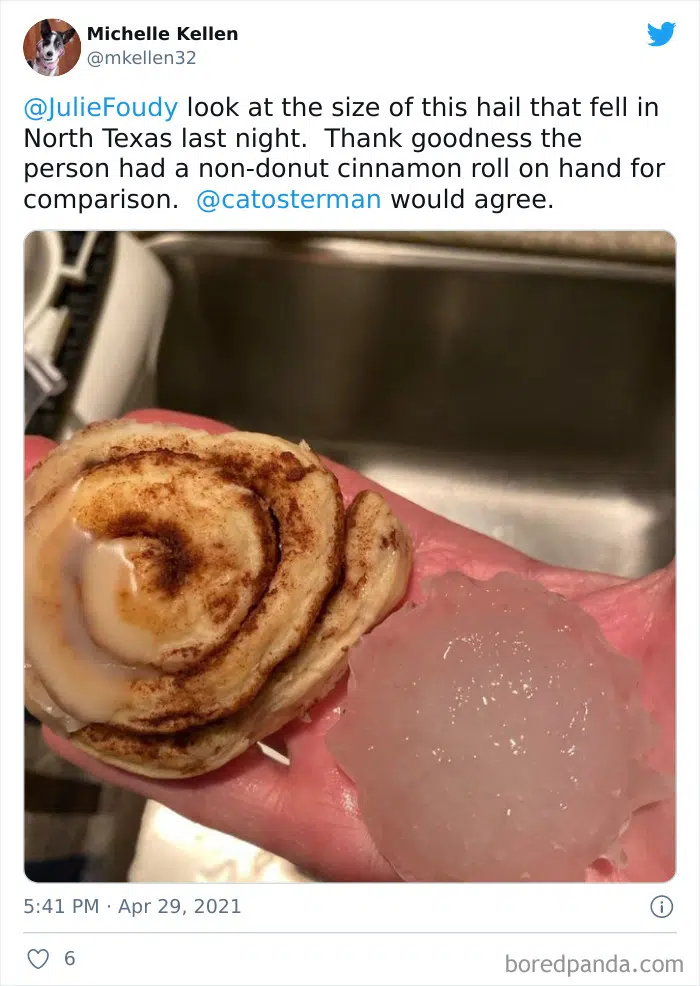 Michelle Kellen
@mkellen32
@JulieFoudy look at the size of this hail that fell in
North Texas last night.  Thank goodness the
person had a non-donut cinnamon roll on hand for
comparison.  @catosterman would agree.
5:41 PM · Apr 29, 2021
6
boredpanda.com